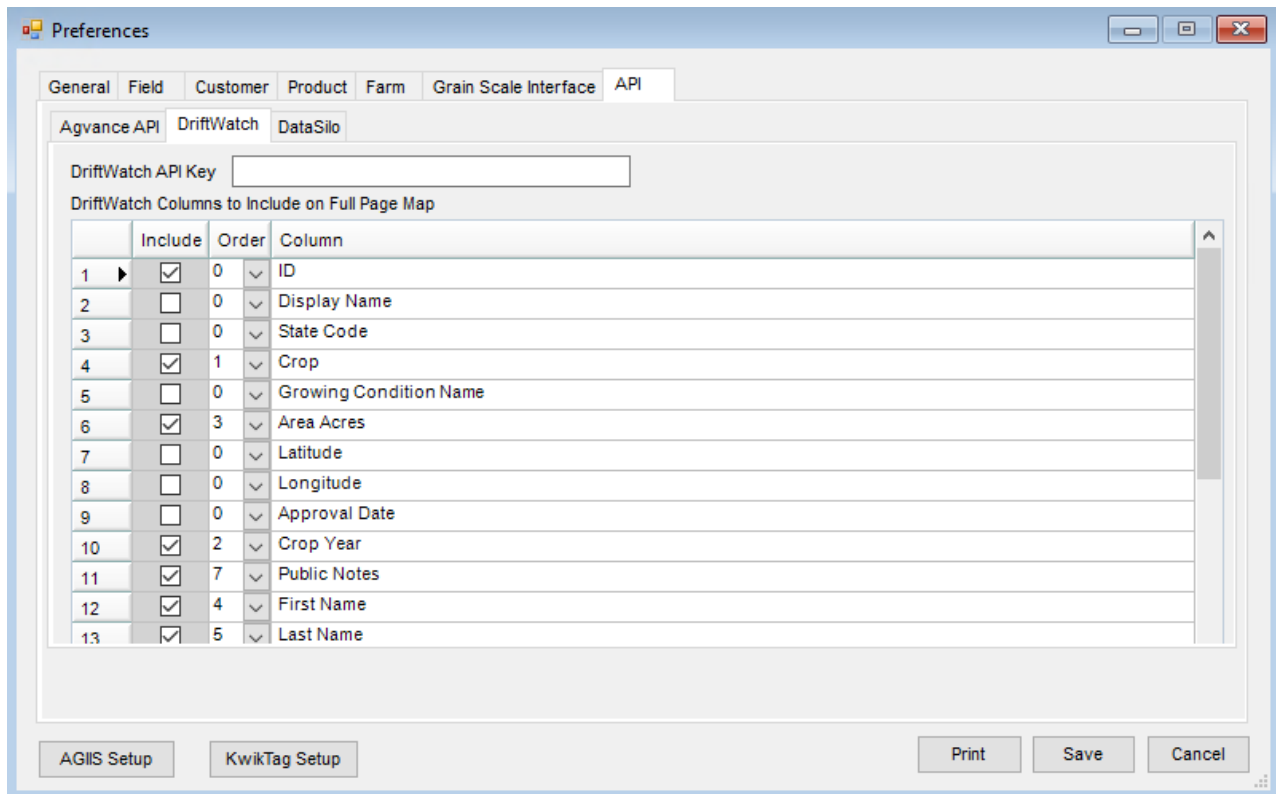 Preferences
General Field Customer Product Farm Grain Scale Interface API
Agvance API DriftWatch DataSilo
DriftWatch API Key
DriftWatch Columns to Include on Full Page Map
Include Order Column
1 0 ID
2 0 Display Name
3 0 State Code
4 1 Crop
5 0 Growing Condition Name
6 3 Area Acres
7 0 Latitude
8 0 Longitude
9 0 Approval Date
10 2 Crop Year
11 7 Public Notes
12 4 First Name
13 5 Last Name
AGIIS Setup KwikTag Setup Print Save Cancel